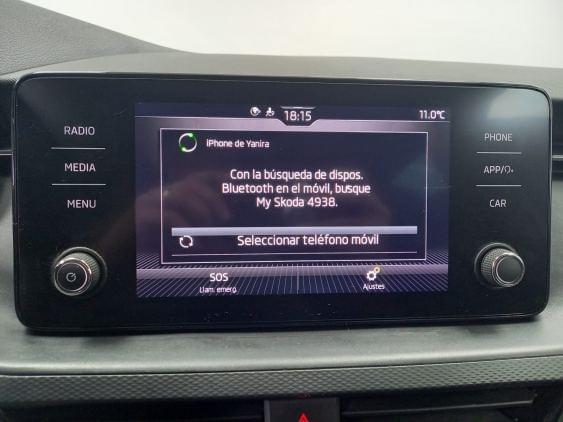 18:15
11.0°C
RADIO
MEDIA
MENU
PHONE
APP/
CAR
iPhone de Yanira
Con la búsqueda de dispos.
Bluetooth en el móvil, busque
My Skoda 4938.
Seleccionar teléfono móvil
SOS
Llam. emerg.
Ajustes